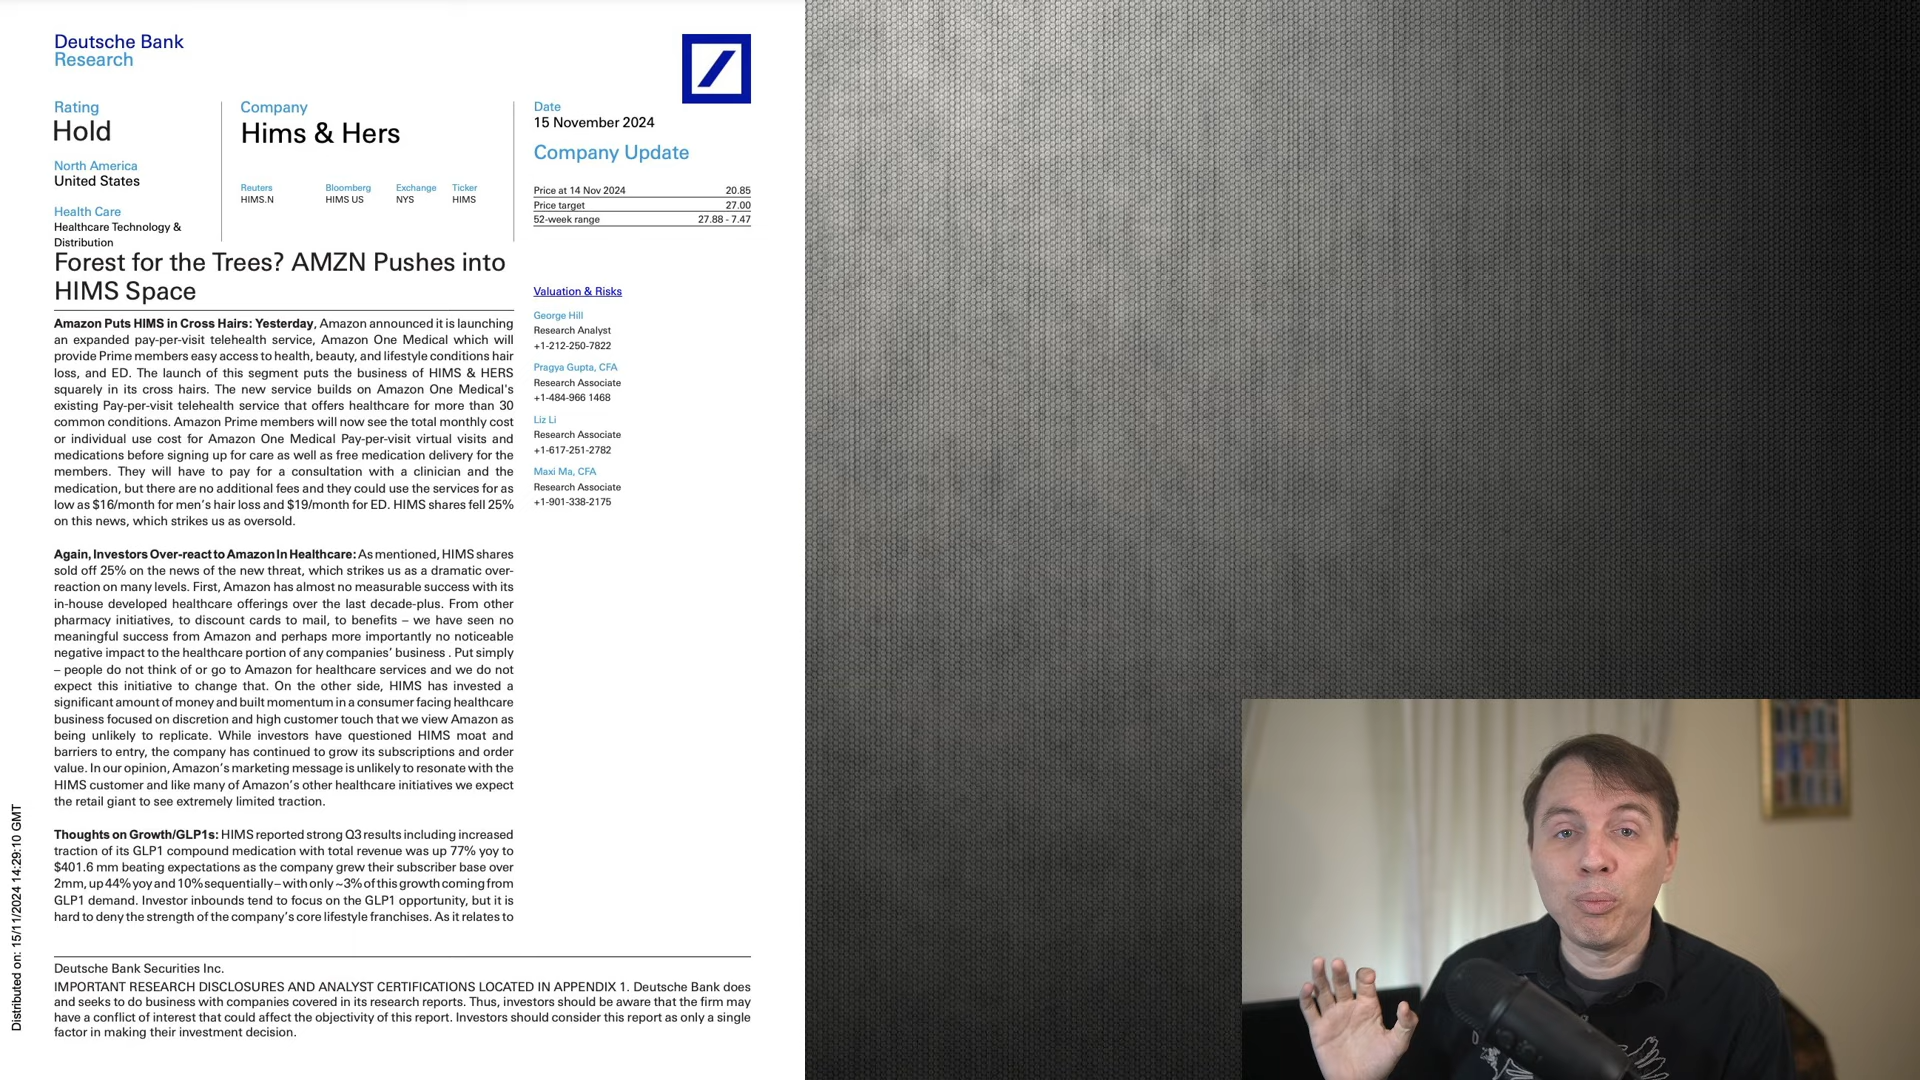 Deutsche Bank
Research
Rating
Hold
North America
United States
Health Care
Healthcare Technology &
Distribution
Company
Hims & Hers
Reuters Bloomberg Exchange Ticker
HIMS.N HIMS US NYS HIMS
Date
15 November 2024
Company Update
Price at 14 Nov 2024 20.85
Price target 27.00
52-week range 27.88 - 7.47
Forest for the Trees? AMZN Pushes into
HIMS Space
Amazon Puts HIMS in Cross Hairs: Yesterday, Amazon announced it is launching
an expanded pay-per-visit telehealth service, Amazon One Medical which will
provide Prime members easy access to health, beauty, and lifestyle conditions hair
loss, and ED. The launch of this segment puts the business of HIMS & HERS
squarely in its cross hairs. The new service builds on Amazon One Medical's
existing Pay-per-visit telehealth service that offers healthcare for more than 30
common conditions. Amazon Prime members will now see the total monthly cost
or individual use cost for Amazon One Medical Pay-per-visit virtual visits and
medications before signing up for care as well as free medication delivery for the
members. They will have to pay for a consultation with a clinician and the
medication, but there are no additional fees and they could use the services for as
low as $16/month for men's hair loss and $19/month for ED. HIMS shares fell 25%
on this news, which strikes us as oversold.
Again, Investors Over-react to Amazon In Healthcare: As mentioned, HIMS shares
sold off 25% on the news of the new threat, which strikes us as a dramatic over-
reaction on many levels. First, Amazon has almost no measurable success with its
in-house developed healthcare offerings over the last decade-plus. From other
pharmacy initiatives, to discount cards to mail, to benefits – we have seen no
meaningful success from Amazon and perhaps more importantly no noticeable
negative impact to the healthcare portion of any companies' business . Put simply
– people do not think of or go to Amazon for healthcare services and we do not
expect this initiative to change that. On the other side, HIMS has invested a
significant amount of money and built momentum in a consumer facing healthcare
business focused on discretion and high customer touch that we view Amazon as
being unlikely to replicate. While investors have questioned HIMS moat and
barriers to entry, the company has continued to grow its subscriptions and order
value. In our opinion, Amazon's marketing message is unlikely to resonate with the
HIMS customer and like many of Amazon's other healthcare initiatives we expect
the retail giant to see extremely limited traction.
Thoughts on Growth/GLP1s: HIMS reported strong Q3 results including increased
traction of its GLP1 compound medication with total revenue was up 77% yoy to
$401.6 mm beating expectations as the company grew their subscriber base over
2mm, up 44% yoy and 10% sequentially – with only ~3% of this growth coming from
GLP1 demand. Investor inbounds tend to focus on the GLP1 opportunity, but it is
hard to deny the strength of the company's core lifestyle franchises. As it relates to
Valuation & Risks
George Hill
Research Analyst
+1-212-250-7822
Pragya Gupta, CFA
Research Associate
+1-484-966 1468
Liz Li
Research Associate
+1-617-251-2782
Maxi Ma, CFA
Research Associate
+1-901-338-2175
Distributed on: 15/11/2024 14:29:10 GMT
Deutsche Bank Securities Inc.
IMPORTANT RESEARCH DISCLOSURES AND ANALYST CERTIFICATIONS LOCATED IN APPENDIX 1. Deutsche Bank does
and seeks to do business with companies covered in its research reports. Thus, investors should be aware that the firm may
have a conflict of interest that could affect the objectivity of this report. Investors should consider this report as only a single
factor in making their investment decision.